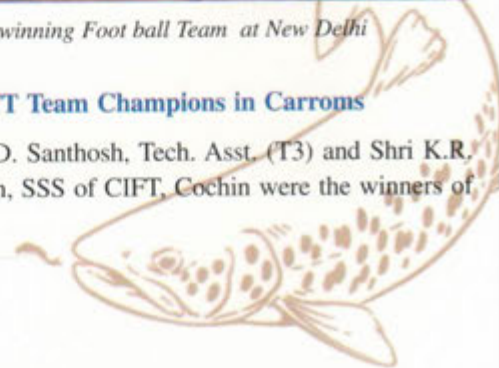 winning Foot ball Team at New Delhi
T Team Champions in Carroms
D. Santhosh, Tech. Asst. (T3) and Shri K.R.
n, SSS of CIFT, Cochin were the winners of